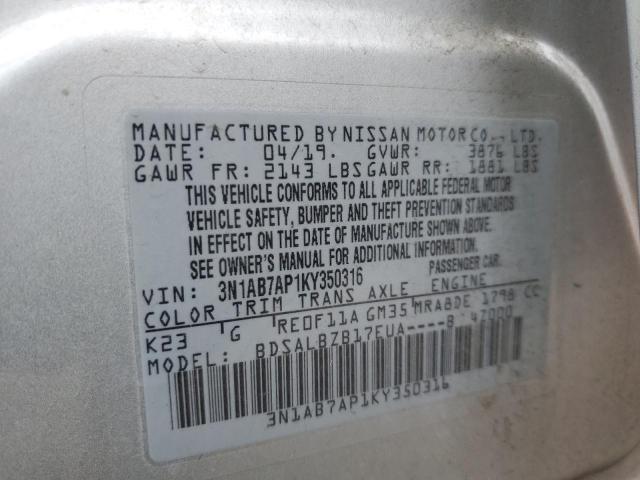 MANUFACTURED BY NISSAN MOTOR CO., LTD.
DATE: 04/19. GVWR: 3876 LBS
GAWR FR: 2143 LBS GAWR RR: 1881 LBS
THIS VEHICLE CONFORMS TO ALL APPLICABLE FEDERAL MOTOR
VEHICLE SAFETY, BUMPER AND THEFT PREVENTION STANDARDS
IN EFFECT ON THE DATE OF MANUFACTURE SHOWN ABOVE.
SEE OWNER'S MANUAL FOR ADDITIONAL INFORMATION.
VIN: 3N1AB7AP1KY350316 PASSENGER CAR
COLOR TRIM TRANS AXLE ENGINE
K23 G RE0F11A GM35 MRA8DE 1798 CC
MODEL: BDSALBZB17EUA----B 47000
3N1AB7AP1KY350316